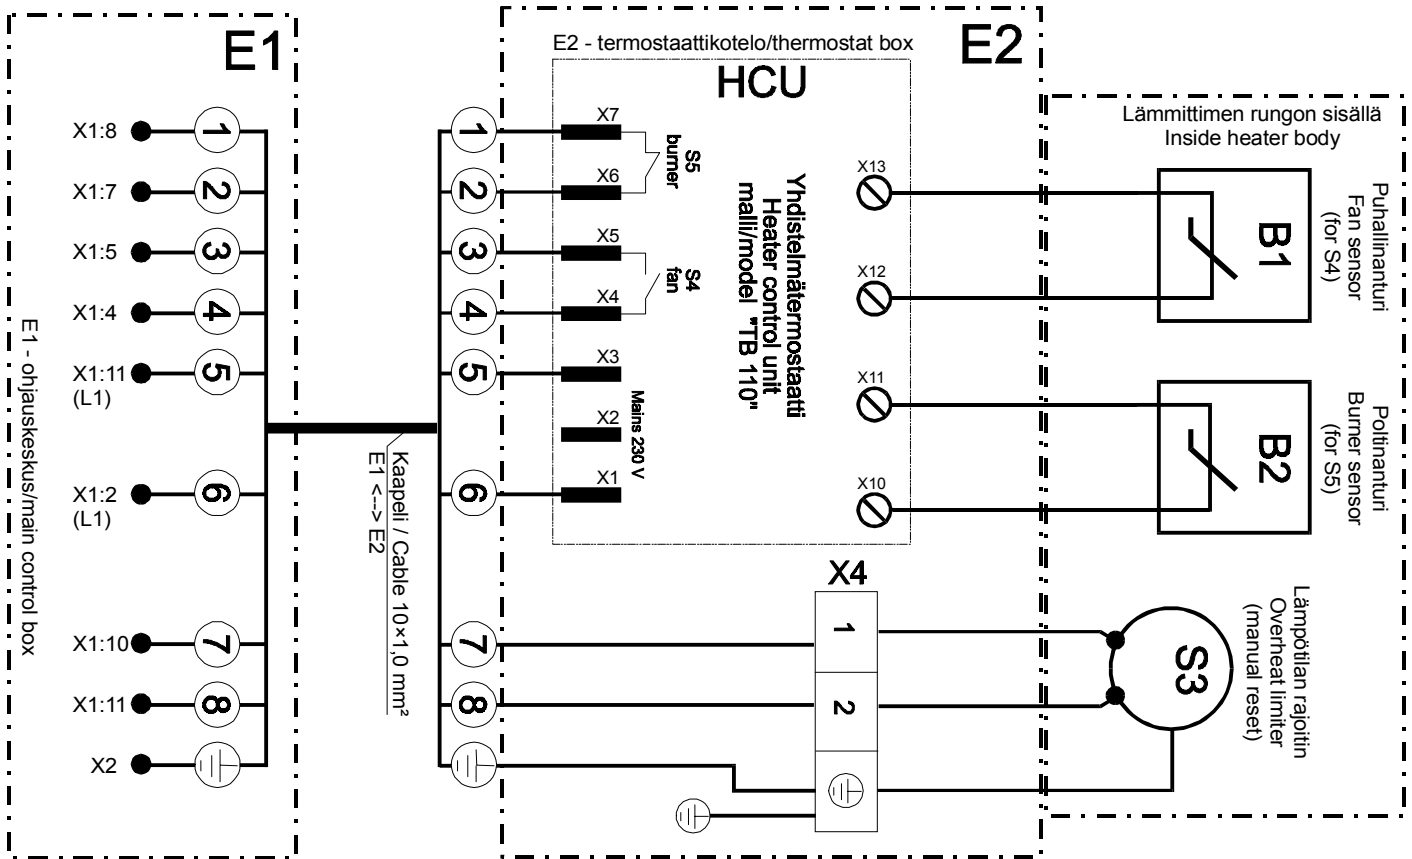 E1
X1:8
1
X1:7
2
X1:5
3
X1:4
4
X1:11
(L1)
5
X1:2
(L1)
6
X1:10
7
X1:11
8
X2
E1 - ohjauskeskus/main control box
Kaapeli / Cable 10×1,0 mm²
E1 <--> E2
1
2
3
4
5
6
7
8
E2
E2 - termostaattikotelo/thermostat box
HCU
X7
X6
S5
burner
X5
X4
S4
fan
X3
X2
X1
Mains 230 V
Yhdistelmätermostaatti
Heater control unit
malli/model "TB 110"
X13
X12
X11
X10
X4
1
2
Lämmittimen rungon sisällä
Inside heater body
B1
Puhallinanturi
Fan sensor
(for S4)
B2
Poltinanturi
Burner sensor
(for S5)
S3
Lämpötilan rajoitin
Overheat limiter
(manual reset)